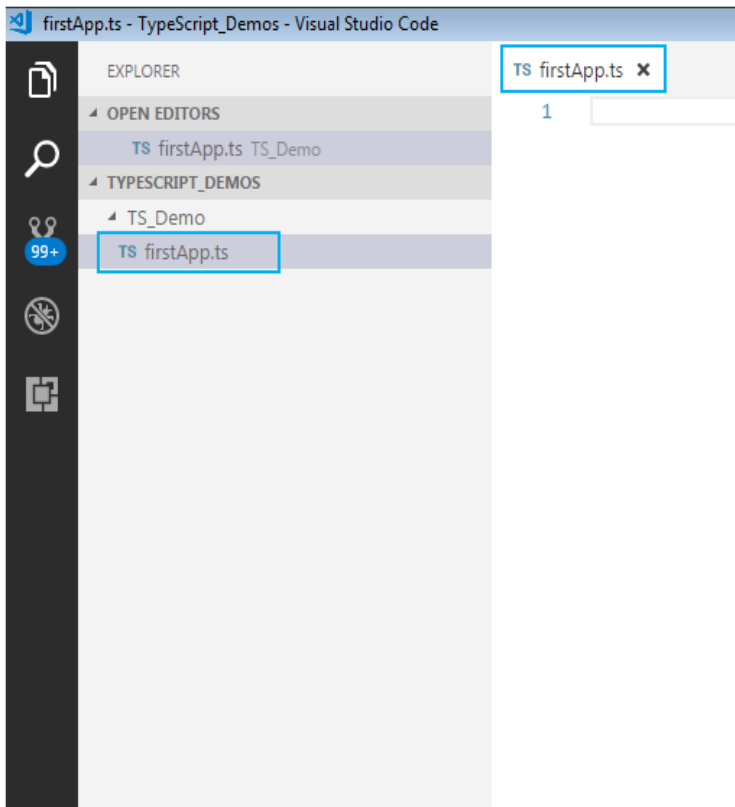 firstApp.ts - TypeScript_Demos - Visual Studio Code
EXPLORER
OPEN EDITORS
TS firstApp.ts TS_Demo
TYPESCRIPT_DEMOS
TS_Demo
TS firstApp.ts
99+
TS firstApp.ts
1